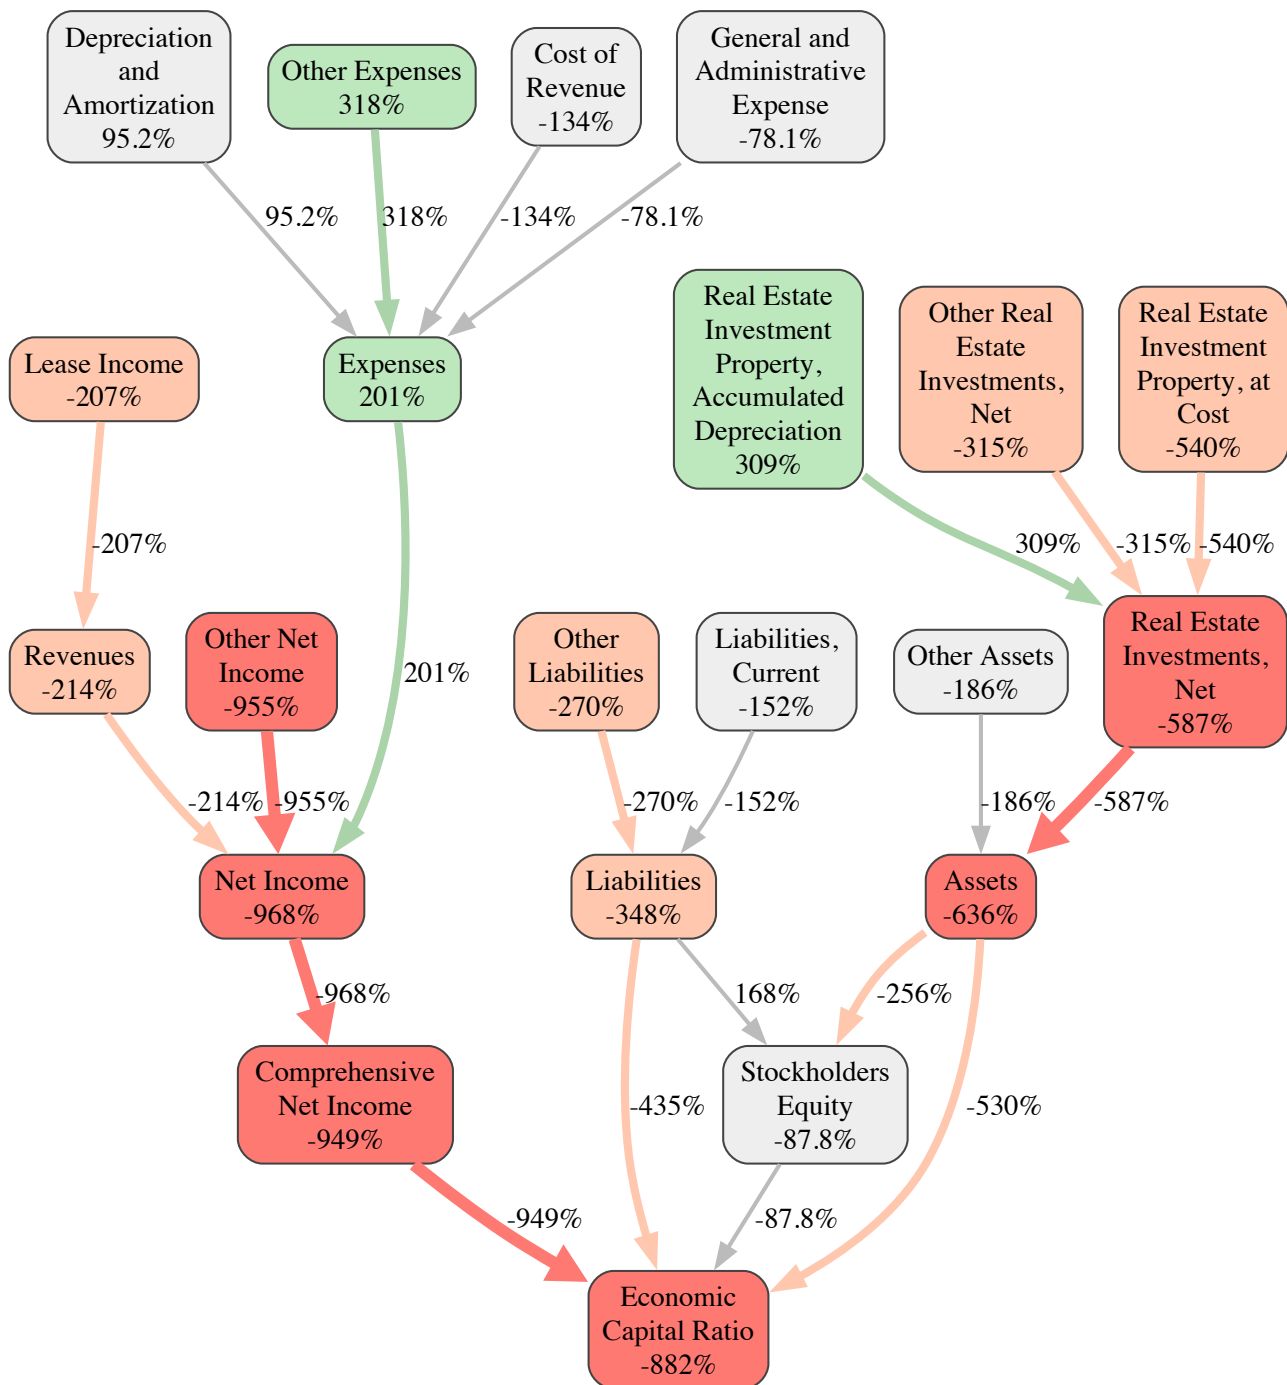 Depreciation
and
Amortization
95.2%
Other Expenses
318%
Cost of
Revenue
-134%
General and
Administrative
Expense
-78.1%
95.2%
318%
-134%
-78.1%
Lease Income
-207%
Expenses
201%
Real Estate
Investment
Property,
Accumulated
Depreciation
309%
Other Real
Estate
Investments,
Net
-315%
Real Estate
Investment
Property, at
Cost
-540%
-207%
201%
309%
-315%
-540%
Revenues
-214%
Other Net
Income
-955%
Other
Liabilities
-270%
Liabilities,
Current
-152%
Other Assets
-186%
Real Estate
Investments,
Net
-587%
-214%
-955%
-270%
-152%
-186%
-587%
Net Income
-968%
Liabilities
-348%
Assets
-636%
-968%
168%
-256%
Comprehensive
Net Income
-949%
-435%
Stockholders
Equity
-87.8%
-530%
-949%
-87.8%
Economic
Capital Ratio
-882%